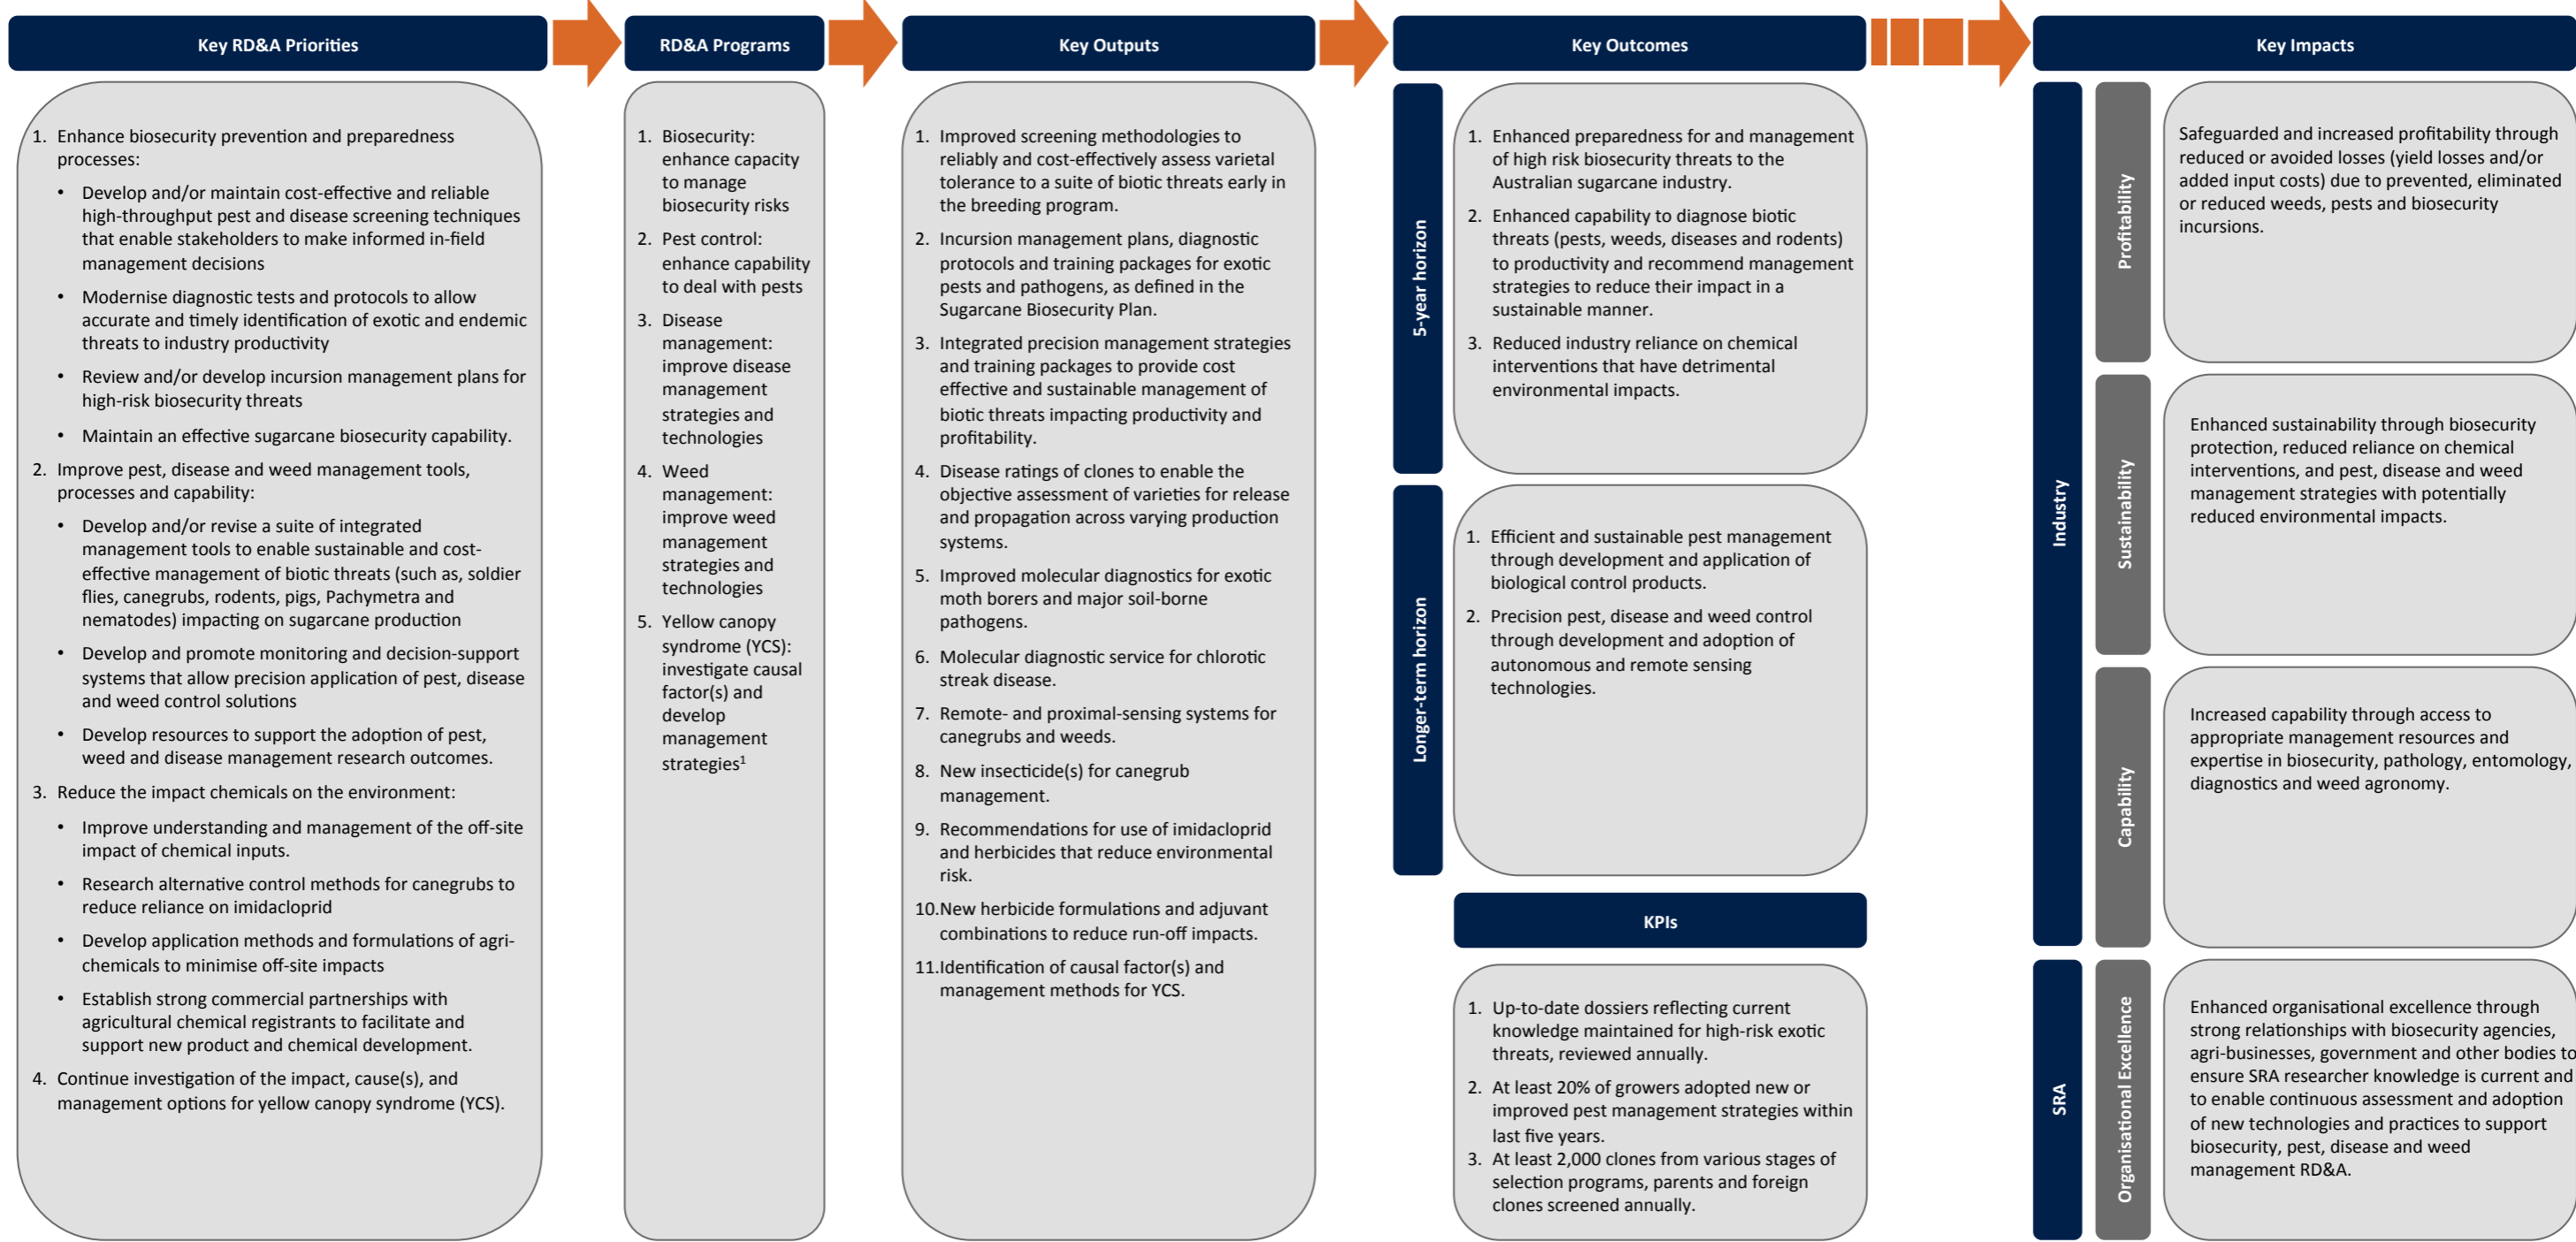 Key RD&A Priorities
1. Enhance biosecurity prevention and preparedness
processes:
• Develop and/or maintain cost-effective and reliable
high-throughput pest and disease screening techniques
that enable stakeholders to make informed in-field
management decisions
• Modernise diagnostic tests and protocols to allow
accurate and timely identification of exotic and endemic
threats to industry productivity
• Review and/or develop incursion management plans for
high-risk biosecurity threats
• Maintain an effective sugarcane biosecurity capability.
2. Improve pest, disease and weed management tools,
processes and capability:
• Develop and/or revise a suite of integrated
management tools to enable sustainable and cost-
effective management of biotic threats (such as, soldier
flies, canegrubs, rodents, pigs, Pachymetra and
nematodes) impacting on sugarcane production
• Develop and promote monitoring and decision-support
systems that allow precision application of pest, disease
and weed control solutions
• Develop resources to support the adoption of pest,
weed and disease management research outcomes.
3. Reduce the impact chemicals on the environment:
• Improve understanding and management of the off-site
impact of chemical inputs.
• Research alternative control methods for canegrubs to
reduce reliance on imidacloprid
• Develop application methods and formulations of agri-
chemicals to minimise off-site impacts
• Establish strong commercial partnerships with
agricultural chemical registrants to facilitate and
support new product and chemical development.
4. Continue investigation of the impact, cause(s), and
management options for yellow canopy syndrome (YCS).
RD&A Programs
1. Biosecurity:
enhance capacity
to manage
biosecurity risks
2. Pest control:
enhance capability
to deal with pests
3. Disease
management:
improve disease
management
strategies and
technologies
4. Weed
management:
improve weed
management
strategies and
technologies
5. Yellow canopy
syndrome (YCS):
investigate causal
factor(s) and
develop
management
strategies¹
Key Outputs
1. Improved screening methodologies to
reliably and cost-effectively assess varietal
tolerance to a suite of biotic threats early in
the breeding program.
2. Incursion management plans, diagnostic
protocols and training packages for exotic
pests and pathogens, as defined in the
Sugarcane Biosecurity Plan.
3. Integrated precision management strategies
and training packages to provide cost
effective and sustainable management of
biotic threats impacting productivity and
profitability.
4. Disease ratings of clones to enable the
objective assessment of varieties for release
and propagation across varying production
systems.
5. Improved molecular diagnostics for exotic
moth borers and major soil-borne
pathogens.
6. Molecular diagnostic service for chlorotic
streak disease.
7. Remote- and proximal-sensing systems for
canegrubs and weeds.
8. New insecticide(s) for canegrub
management.
9. Recommendations for use of imidacloprid
and herbicides that reduce environmental
risk.
10.New herbicide formulations and adjuvant
combinations to reduce run-off impacts.
11.Identification of causal factor(s) and
management methods for YCS.
Key Outcomes
5-year horizon
1. Enhanced preparedness for and management
of high risk biosecurity threats to the
Australian sugarcane industry.
2. Enhanced capability to diagnose biotic
threats (pests, weeds, diseases and rodents)
to productivity and recommend management
strategies to reduce their impact in a
sustainable manner.
3. Reduced industry reliance on chemical
interventions that have detrimental
environmental impacts.
Longer-term horizon
1. Efficient and sustainable pest management
through development and application of
biological control products.
2. Precision pest, disease and weed control
through development and adoption of
autonomous and remote sensing
technologies.
KPIs
1. Up-to-date dossiers reflecting current
knowledge maintained for high-risk exotic
threats, reviewed annually.
2. At least 20% of growers adopted new or
improved pest management strategies within
last five years.
3. At least 2,000 clones from various stages of
selection programs, parents and foreign
clones screened annually.
Key Impacts
Industry
Profitability
Safeguarded and increased profitability through
reduced or avoided losses (yield losses and/or
added input costs) due to prevented, eliminated
or reduced weeds, pests and biosecurity
incursions.
Sustainability
Enhanced sustainability through biosecurity
protection, reduced reliance on chemical
interventions, and pest, disease and weed
management strategies with potentially
reduced environmental impacts.
Capability
Increased capability through access to
appropriate management resources and
expertise in biosecurity, pathology, entomology,
diagnostics and weed agronomy.
SRA
Organisational Excellence
Enhanced organisational excellence through
strong relationships with biosecurity agencies,
agri-businesses, government and other bodies to
ensure SRA researcher knowledge is current and
to enable continuous assessment and adoption
of new technologies and practices to support
biosecurity, pest, disease and weed
management RD&A.